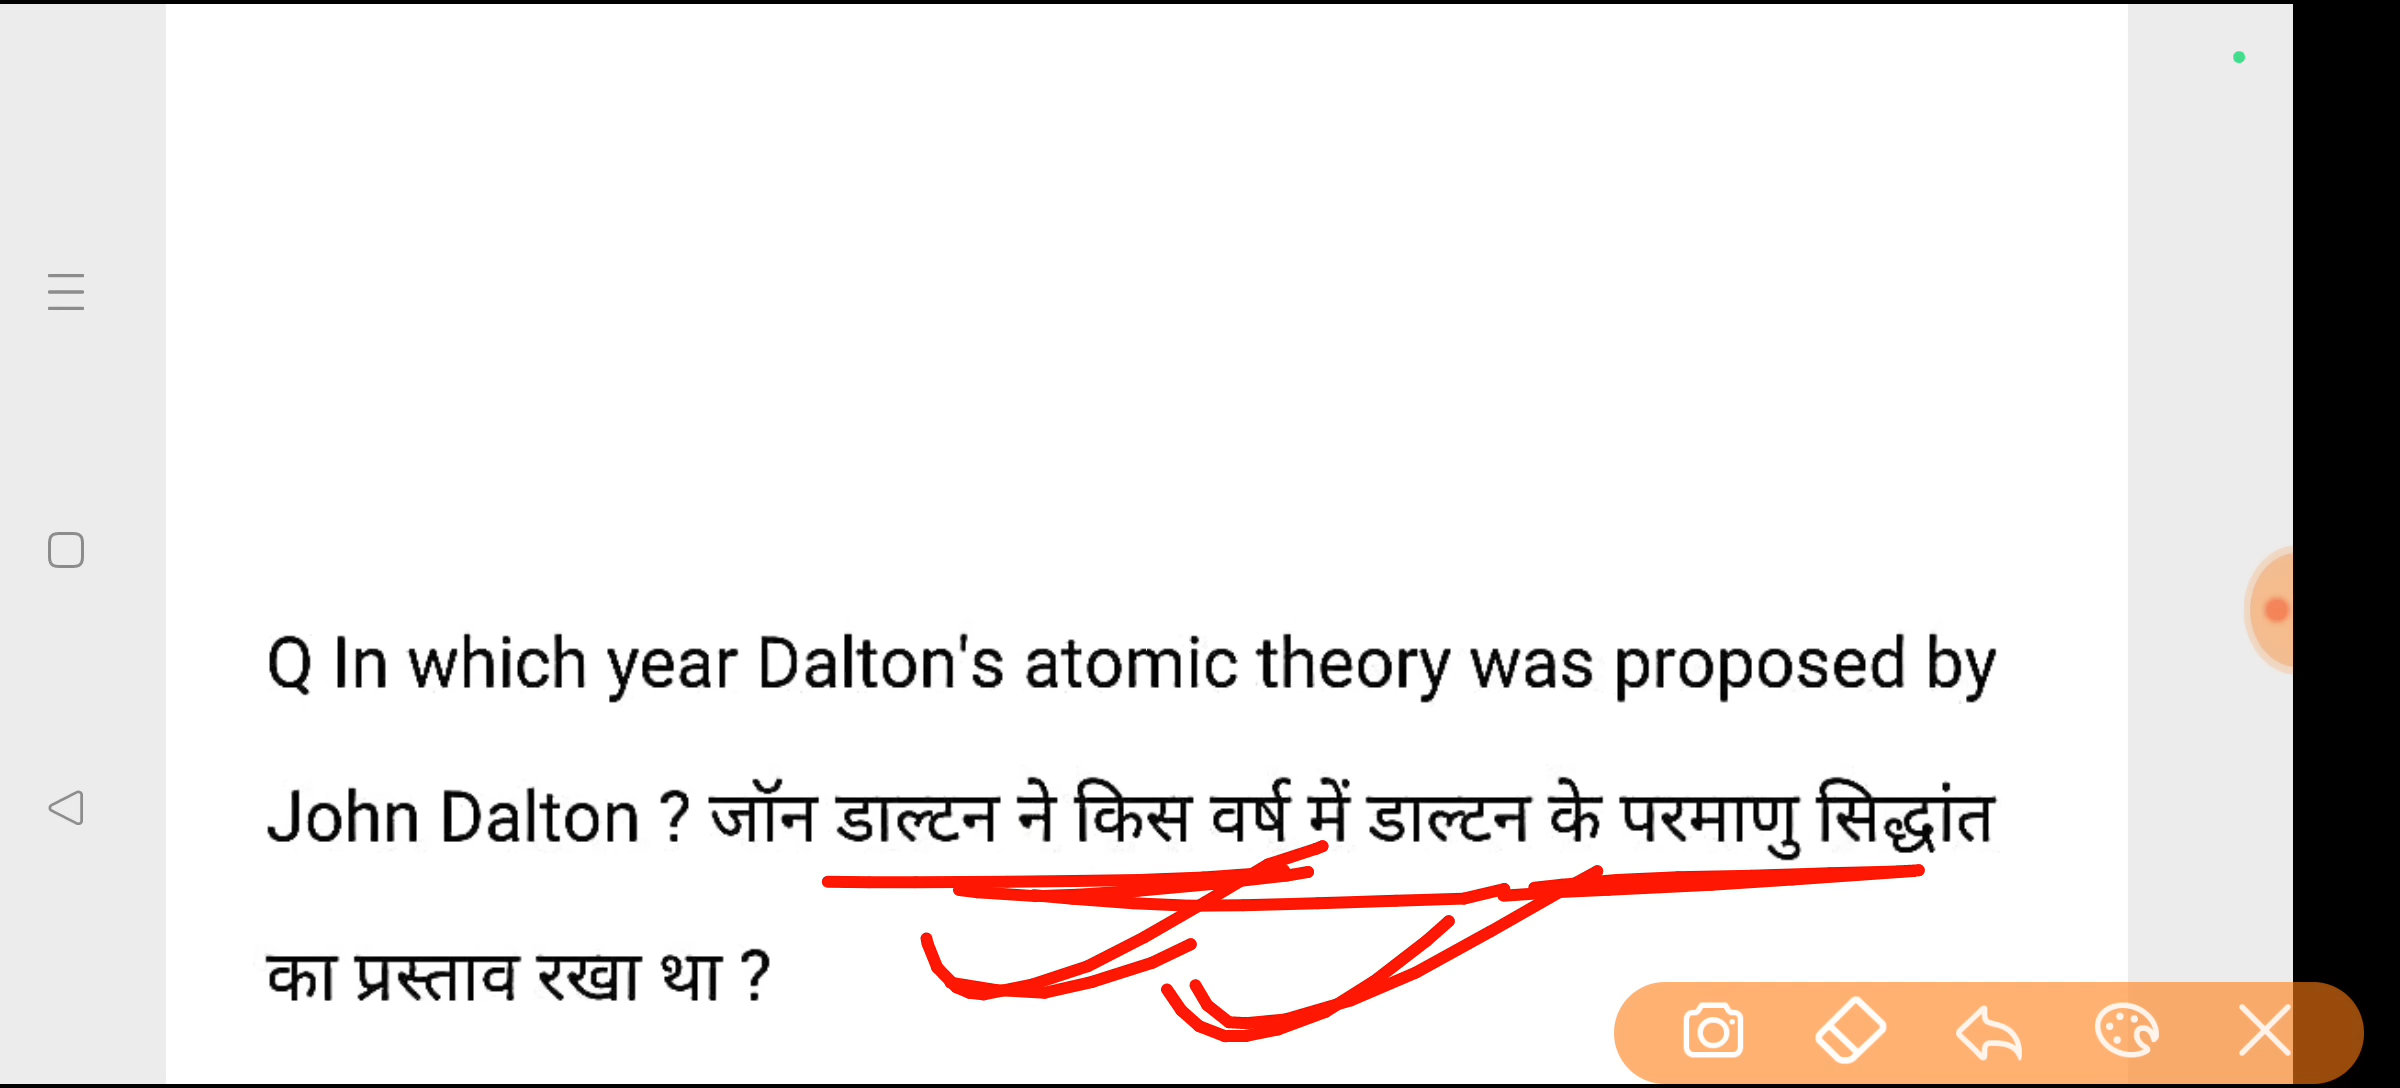 Q In which year Dalton's atomic theory was proposed by
John Dalton ? जॉन डाल्टन ने किस वर्ष में डाल्टन के परमाणु सिद्धांत
का प्रस्ताव रखा था ?